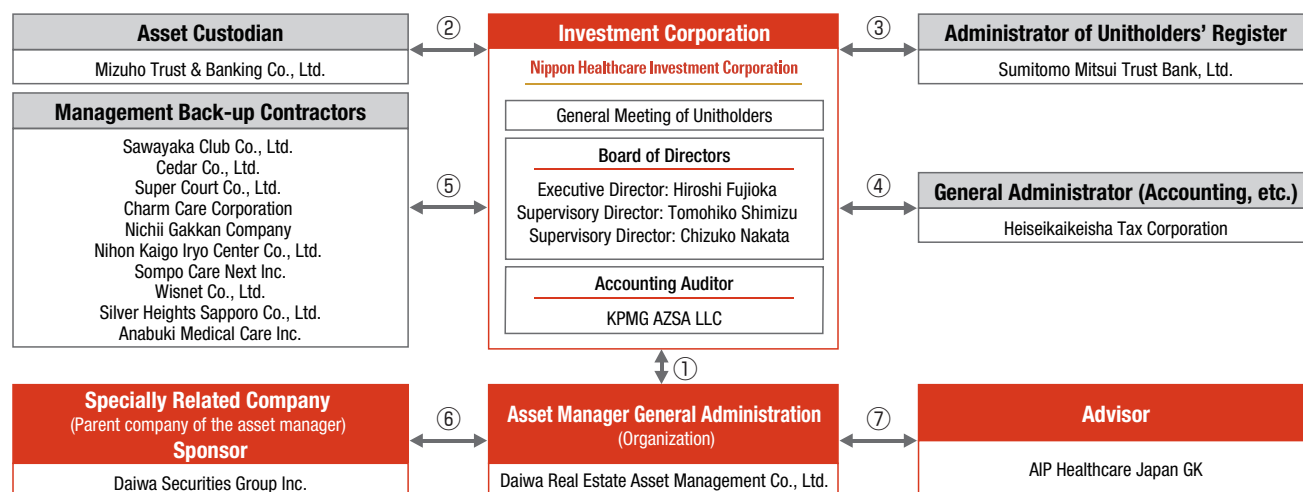 Asset Custodian
Mizuho Trust & Banking Co., Ltd.
②
Investment Corporation
Nippon Healthcare Investment Corporation
General Meeting of Unitholders
Board of Directors
Executive Director: Hiroshi Fujioka
Supervisory Director: Tomohiko Shimizu
Supervisory Director: Chizuko Nakata
Accounting Auditor
KPMG AZSA LLC
③
Administrator of Unitholders’ Register
Sumitomo Mitsui Trust Bank, Ltd.
Management Back-up Contractors
Sawayaka Club Co., Ltd.
Cedar Co., Ltd.
Super Court Co., Ltd.
Charm Care Corporation
Nichii Gakkan Company
Nihon Kaigo Iryo Center Co., Ltd.
Sompo Care Next Inc.
Wisnet Co., Ltd.
Silver Heights Sapporo Co., Ltd.
Anabuki Medical Care Inc.
⑤
④
General Administrator (Accounting, etc.)
Heiseikaikeisha Tax Corporation
①
Specially Related Company
(Parent company of the asset manager)
Sponsor
Daiwa Securities Group Inc.
⑥
Asset Manager General Administration
(Organization)
Daiwa Real Estate Asset Management Co., Ltd.
⑦
Advisor
AIP Healthcare Japan GK